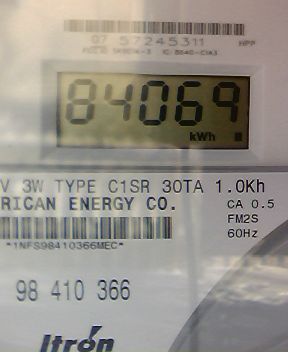 07 57245311 HPP
84069
kWh
V 3W TYPE C1SR 30TA 1.0Kh
RICAN ENERGY CO. CA 0.5
FM2S
*1NFS98410366MEC* 60Hz
98 410 366
Itron